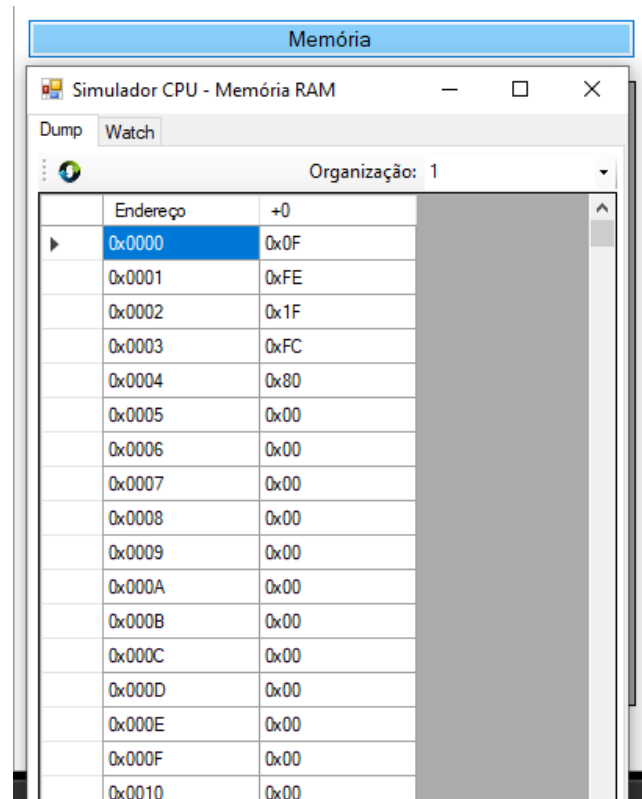 Memória
Simulador CPU - Memória RAM
Dump Watch
Organização: 1
Endereço +0
0x0000 0x0F
0x0001 0xFE
0x0002 0x1F
0x0003 0xFC
0x0004 0x80
0x0005 0x00
0x0006 0x00
0x0007 0x00
0x0008 0x00
0x0009 0x00
0x000A 0x00
0x000B 0x00
0x000C 0x00
0x000D 0x00
0x000E 0x00
0x000F 0x00
0x0010 0x00